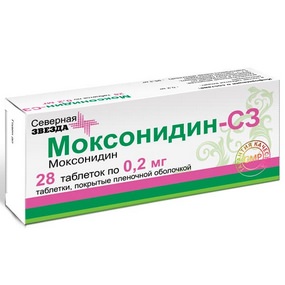 Северная
ЗВЕЗДА
Моксонидин-СЗ
Моксонидин
28 таблеток по 0,2 мг
таблетки, покрытые пленочной оболочкой